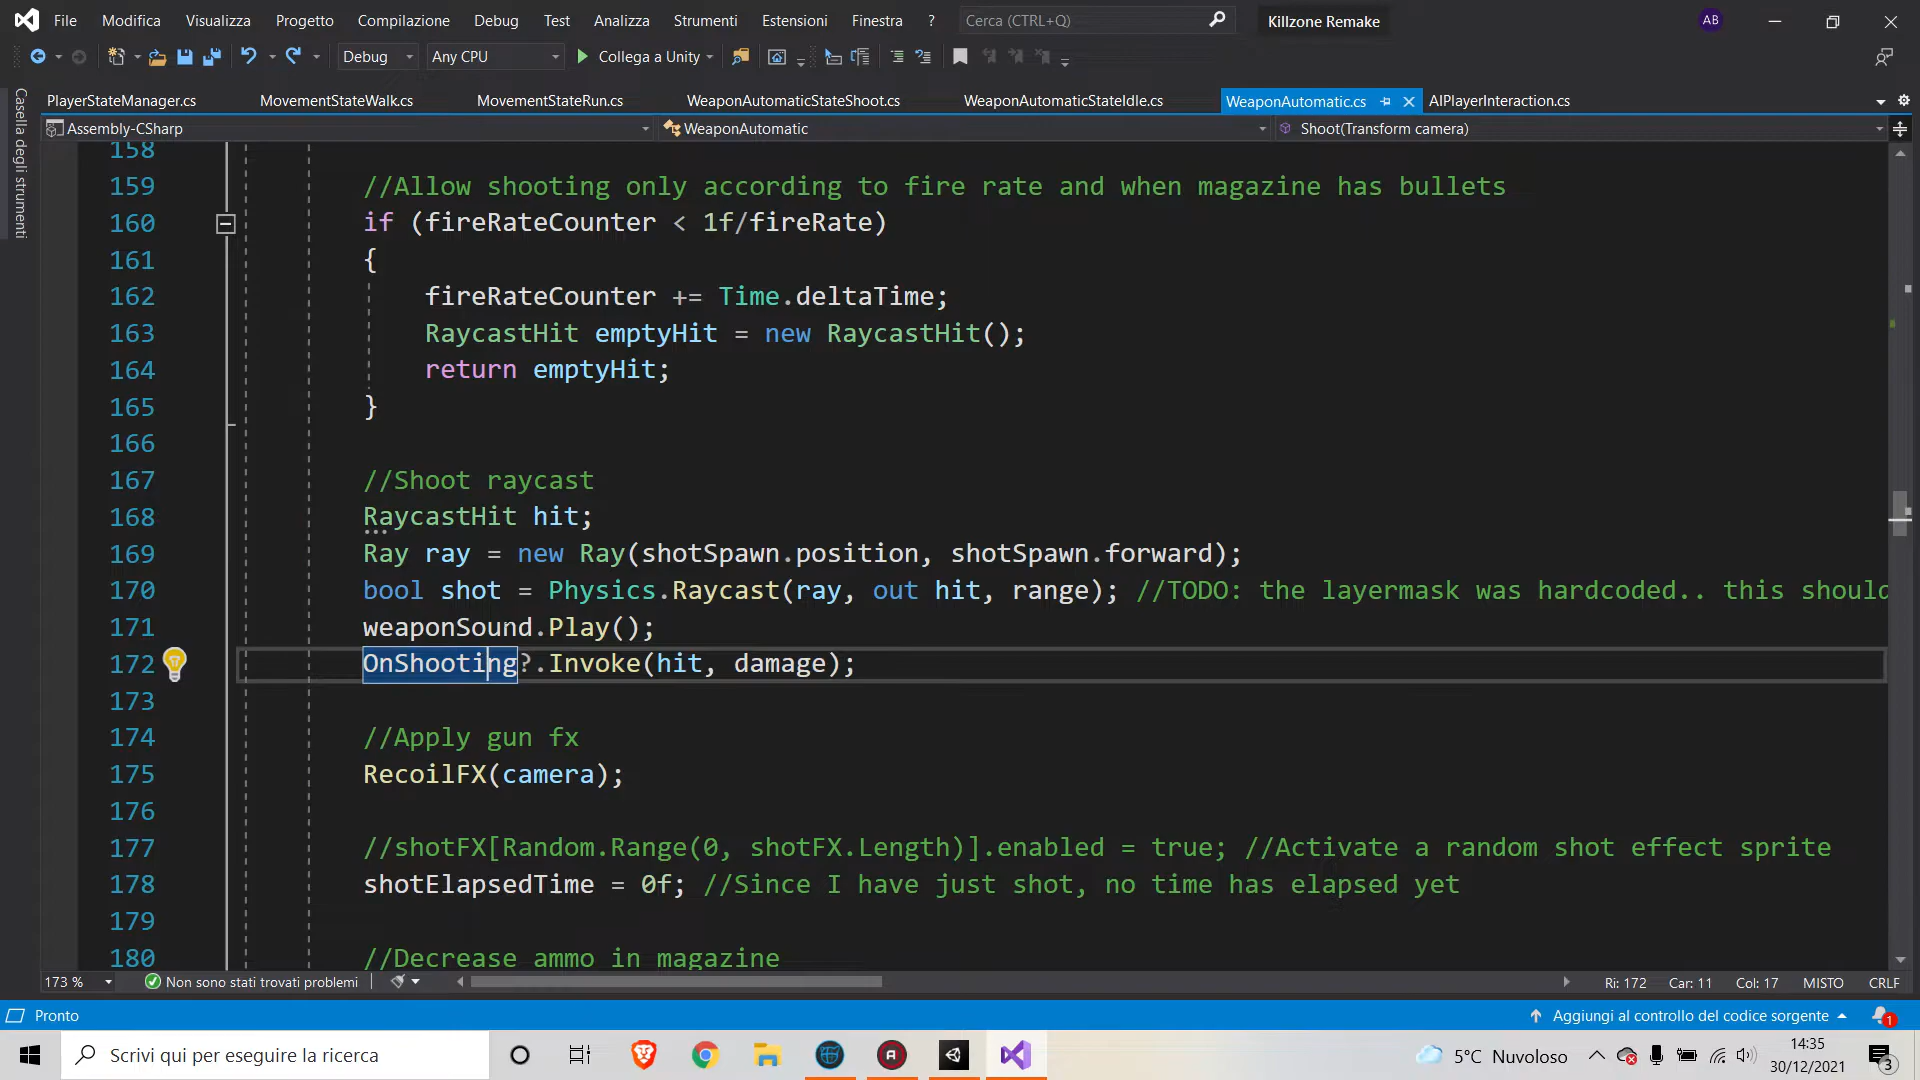 File Modifica Visualizza Progetto Compilazione Debug Test Analizza Strumenti Estensioni Finestra ? Cerca (CTRL+Q) Killzone Remake AB
Debug Any CPU Collega a Unity
Casella degli strumenti
PlayerStateManager.cs MovementStateWalk.cs MovementStateRun.cs WeaponAutomaticStateShoot.cs WeaponAutomaticStateIdle.cs WeaponAutomatic.cs AIPlayerInteraction.cs
Assembly-CSharp WeaponAutomatic Shoot(Transform camera)
158
159 //Allow shooting only according to fire rate and when magazine has bullets
160 if (fireRateCounter < 1f/fireRate)
161 {
162 fireRateCounter += Time.deltaTime;
163 RaycastHit emptyHit = new RaycastHit();
164 return emptyHit;
165 }
166
167 //Shoot raycast
168 RaycastHit hit;
169 Ray ray = new Ray(shotSpawn.position, shotSpawn.forward);
170 bool shot = Physics.Raycast(ray, out hit, range); //TODO: the layermask was hardcoded.. this should
171 weaponSound.Play();
172 OnShooting?.Invoke(hit, damage);
173
174 //Apply gun fx
175 RecoilFX(camera);
176
177 //shotFX[Random.Range(0, shotFX.Length)].enabled = true; //Activate a random shot effect sprite
178 shotElapsedTime = 0f; //Since I have just shot, no time has elapsed yet
179
180 //Decrease ammo in magazine
173 % Non sono stati trovati problemi Ri: 172 Car: 11 Col: 17 MISTO CRLF
Pronto Aggiungi al controllo del codice sorgente 1
Scrivi qui per eseguire la ricerca 5°C Nuvoloso 14:35
30/12/2021 3